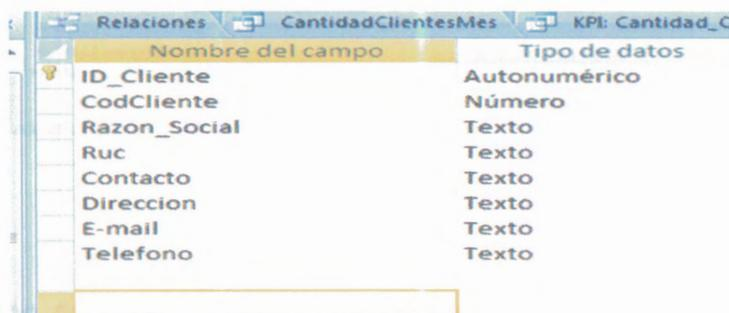 Relaciones CantidadClientesMes KPI: Cantidad_C
Nombre del campo Tipo de datos
ID_Cliente Autonumérico
CodCliente Número
Razon_Social Texto
Ruc Texto
Contacto Texto
Direccion Texto
E-mail Texto
Telefono Texto